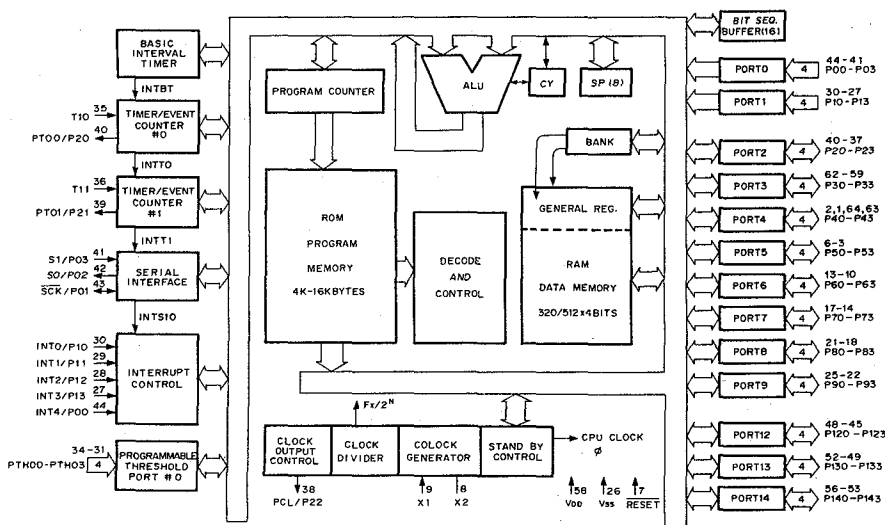 BASIC
INTERVAL
TIMER
INTBT
T10 35
PTO0/P20 40
TIMER/EVENT
COUNTER
#0
INTT0
T11 36
PTO1/P21 39
TIMER/EVENT
COUNTER
#1
INTT1
S1/P03 41
SO/P02 42
SCK/P01 43
SERIAL
INTERFACE
INTS10
INT0/P10 30
INT1/P11 29
INT2/P12 28
INT3/P13 27
INT4/P00 44
INTERRUPT
CONTROL
34-31
PTH00-PTH03 4
PROGRAMMABLE
THRESHOLD
PORT #0
PROGRAM COUNTER
ALU
CY
SP (8)
BANK
ROM
PROGRAM
MEMORY
4K-16KBYTES
DECODE
AND
CONTROL
GENERAL REG.
RAM
DATA MEMORY
320/512x4BITS
Fx/2N
CLOCK
OUTPUT
CONTROL
CLOCK
DIVIDER
COLOCK
GENERATOR
STAND BY
CONTROL
CPU CLOCK
Φ
38
PCL/P22
9
X1
8
X2
58
VDD
26
VSS
7
RESET
BIT SEQ.
BUFFER(16)
PORT0 4 44-41
P00-P03
PORT1 4 30-27
P10-P13
PORT2 4 40-37
P20-P23
PORT3 4 62-59
P30-P33
PORT4 4 2,1,64,63
P40-P43
PORT5 4 6-3
P50-P53
PORT6 4 13-10
P60-P63
PORT7 4 17-14
P70-P73
PORT8 4 21-18
P80-P83
PORT9 4 25-22
P90-P93
PORT12 4 48-45
P120-P123
PORT13 4 52-49
P130-P133
PORT14 4 56-53
P140-P143